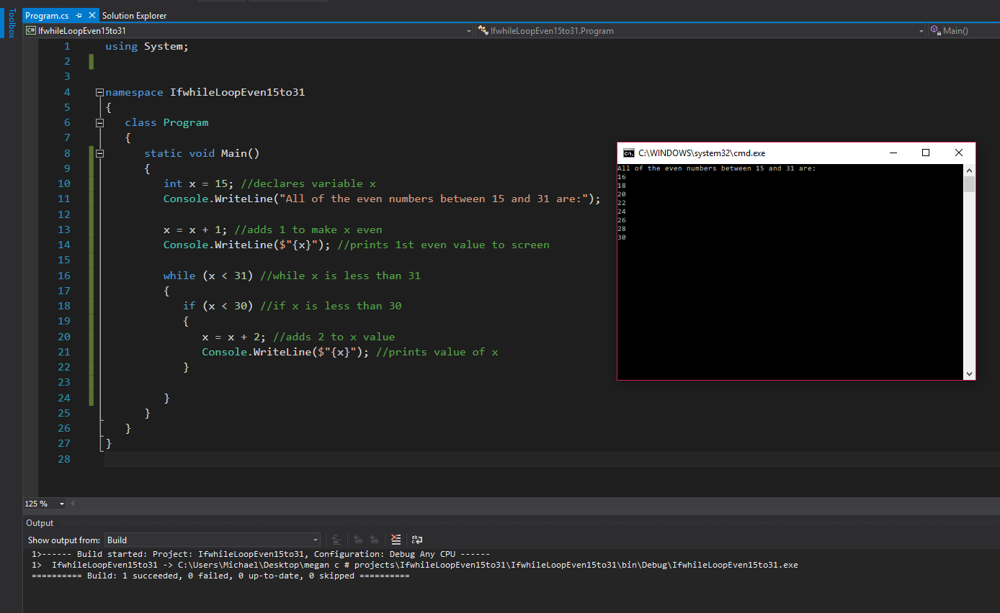 Toolbox
Program.cs Solution Explorer
C# IfwhileLoopEven15to31 IfwhileLoopEven15to31.Program Main()
1 using System;
2
3
4 namespace IfwhileLoopEven15to31
5 {
6 class Program
7 {
8 static void Main()
9 {
10 int x = 15; //declares variable x
11 Console.WriteLine("All of the even numbers between 15 and 31 are:");
12
13 x = x + 1; //adds 1 to make x even
14 Console.WriteLine($"{x}"); //prints 1st even value to screen
15
16 while (x < 31) //while x is less than 31
17 {
18 if (x < 30) //if x is less than 30
19 {
20 x = x + 2; //adds 2 to x value
21 Console.WriteLine($"{x}"); //prints value of x
22 }
23
24 }
25 }
26 }
27 }
28
C:\WINDOWS\system32\cmd.exe
All of the even numbers between 15 and 31 are:
16
18
20
22
24
26
28
30
125 %
Output
Show output from: Build
1>------ Build started: Project: IfwhileLoopEven15to31, Configuration: Debug Any CPU ------
1> IfwhileLoopEven15to31 -> C:\Users\Michael\Desktop\megan c # projects\IfwhileLoopEven15to31\IfwhileLoopEven15to31\bin\Debug\IfwhileLoopEven15to31.exe
========== Build: 1 succeeded, 0 failed, 0 up-to-date, 0 skipped ==========